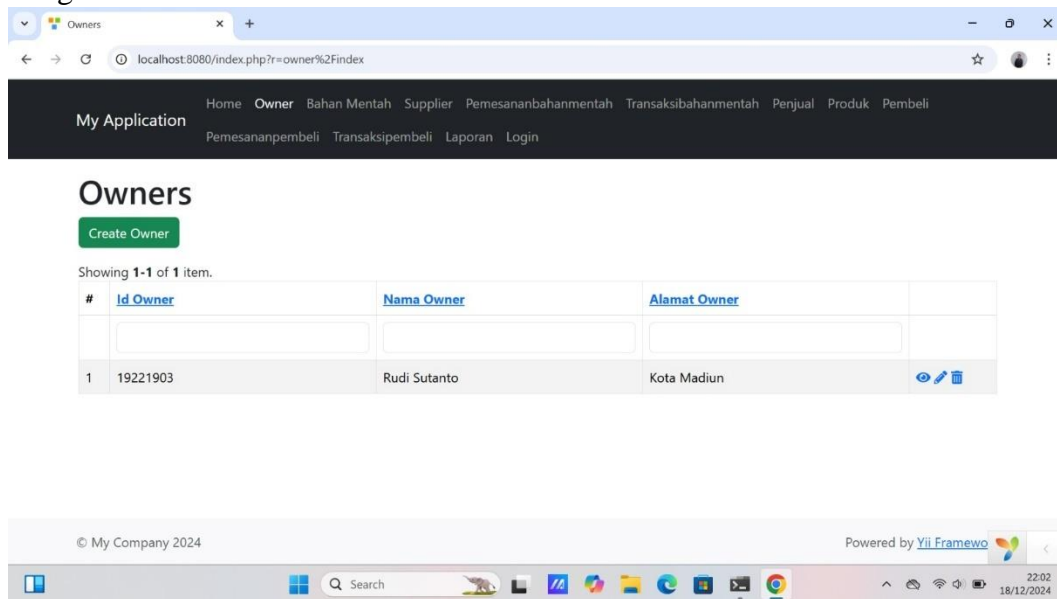 Owners
localhost:8080/index.php?r=owner%2Findex
My Application
Home Owner Bahan Mentah Supplier Pemesananbahanmentah Transaksibahanmentah Penjual Produk Pembeli
Pemesananpembeli Transaksipembeli Laporan Login
Owners
Create Owner
Showing 1-1 of 1 item.
# Id Owner Nama Owner Alamat Owner
1 19221903 Rudi Sutanto Kota Madiun
© My Company 2024 Powered by Yii Framewo
Search
22:02
18/12/2024